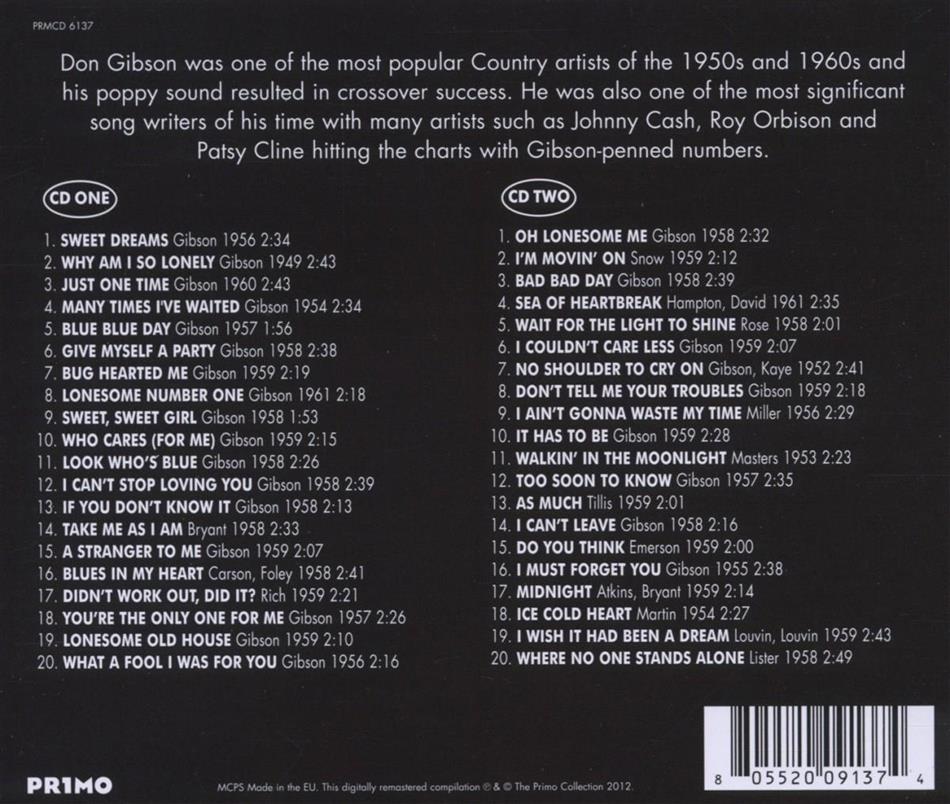 PRMCD 6137
Don Gibson was one of the most popular Country artists of the 1950s and 1960s and
his poppy sound resulted in crossover success. He was also one of the most significant
song writers of his time with many artists such as Johnny Cash, Roy Orbison and
Patsy Cline hitting the charts with Gibson-penned numbers.
CD ONE
1. SWEET DREAMS Gibson 1956 2:34
2. WHY AM I SO LONELY Gibson 1949 2:43
3. JUST ONE TIME Gibson 1960 2:43
4. MANY TIMES I'VE WAITED Gibson 1954 2:34
5. BLUE BLUE DAY Gibson 1957 1:56
6. GIVE MYSELF A PARTY Gibson 1958 2:38
7. BUG HEARTED ME Gibson 1959 2:19
8. LONESOME NUMBER ONE Gibson 1961 2:18
9. SWEET, SWEET GIRL Gibson 1958 1:53
10. WHO CARES (FOR ME) Gibson 1959 2:15
11. LOOK WHO'S BLUE Gibson 1958 2:26
12. I CAN'T STOP LOVING YOU Gibson 1958 2:39
13. IF YOU DON'T KNOW IT Gibson 1958 2:13
14. TAKE ME AS I AM Bryant 1958 2:33
15. A STRANGER TO ME Gibson 1959 2:07
16. BLUES IN MY HEART Carson, Foley 1958 2:41
17. DIDN'T WORK OUT, DID IT? Rich 1959 2:21
18. YOU'RE THE ONLY ONE FOR ME Gibson 1957 2:26
19. LONESOME OLD HOUSE Gibson 1959 2:10
20. WHAT A FOOL I WAS FOR YOU Gibson 1956 2:16
CD TWO
1. OH LONESOME ME Gibson 1958 2:32
2. I'M MOVIN' ON Snow 1959 2:12
3. BAD BAD DAY Gibson 1958 2:39
4. SEA OF HEARTBREAK Hampton, David 1961 2:35
5. WAIT FOR THE LIGHT TO SHINE Rose 1958 2:01
6. I COULDN'T CARE LESS Gibson 1959 2:07
7. NO SHOULDER TO CRY ON Gibson, Kaye 1952 2:41
8. DON'T TELL ME YOUR TROUBLES Gibson 1959 2:18
9. I AIN'T GONNA WASTE MY TIME Miller 1956 2:29
10. IT HAS TO BE Gibson 1959 2:28
11. WALKIN' IN THE MOONLIGHT Masters 1953 2:23
12. TOO SOON TO KNOW Gibson 1957 2:35
13. AS MUCH Tillis 1959 2:01
14. I CAN'T LEAVE Gibson 1958 2:16
15. DO YOU THINK Emerson 1959 2:00
16. I MUST FORGET YOU Gibson 1955 2:38
17. MIDNIGHT Atkins, Bryant 1959 2:14
18. ICE COLD HEART Martin 1954 2:27
19. I WISH IT HAD BEEN A DREAM Louvin, Louvin 1959 2:43
20. WHERE NO ONE STANDS ALONE Lister 1958 2:49
PR1MO
MCPS Made in the EU. This digitally remastered compilation ℗ & © The Primo Collection 2012.
8 05520 09137 4